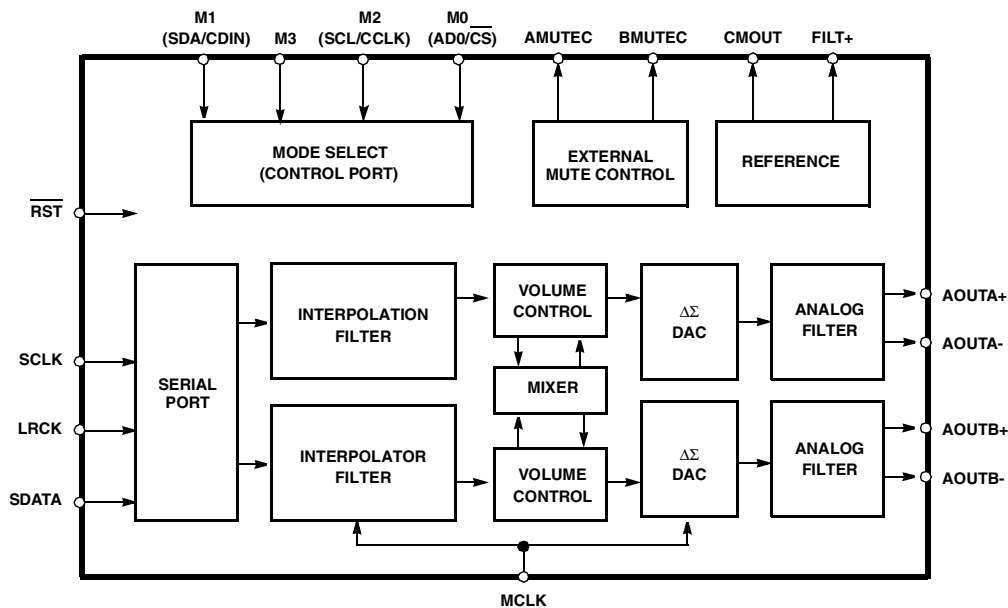 M1
(SDA/CDIN)
M3
M2
(SCL/CCLK)
M0
(AD0/CS)
AMUTEC
BMUTEC
CMOUT
FILT+
MODE SELECT
(CONTROL PORT)
EXTERNAL
MUTE CONTROL
REFERENCE
RST
SERIAL
PORT
INTERPOLATION
FILTER
VOLUME
CONTROL
ΔΣ
DAC
ANALOG
FILTER
AOUTA+
AOUTA-
SCLK
LRCK
SDATA
MIXER
INTERPOLATOR
FILTER
VOLUME
CONTROL
ΔΣ
DAC
ANALOG
FILTER
AOUTB+
AOUTB-
MCLK